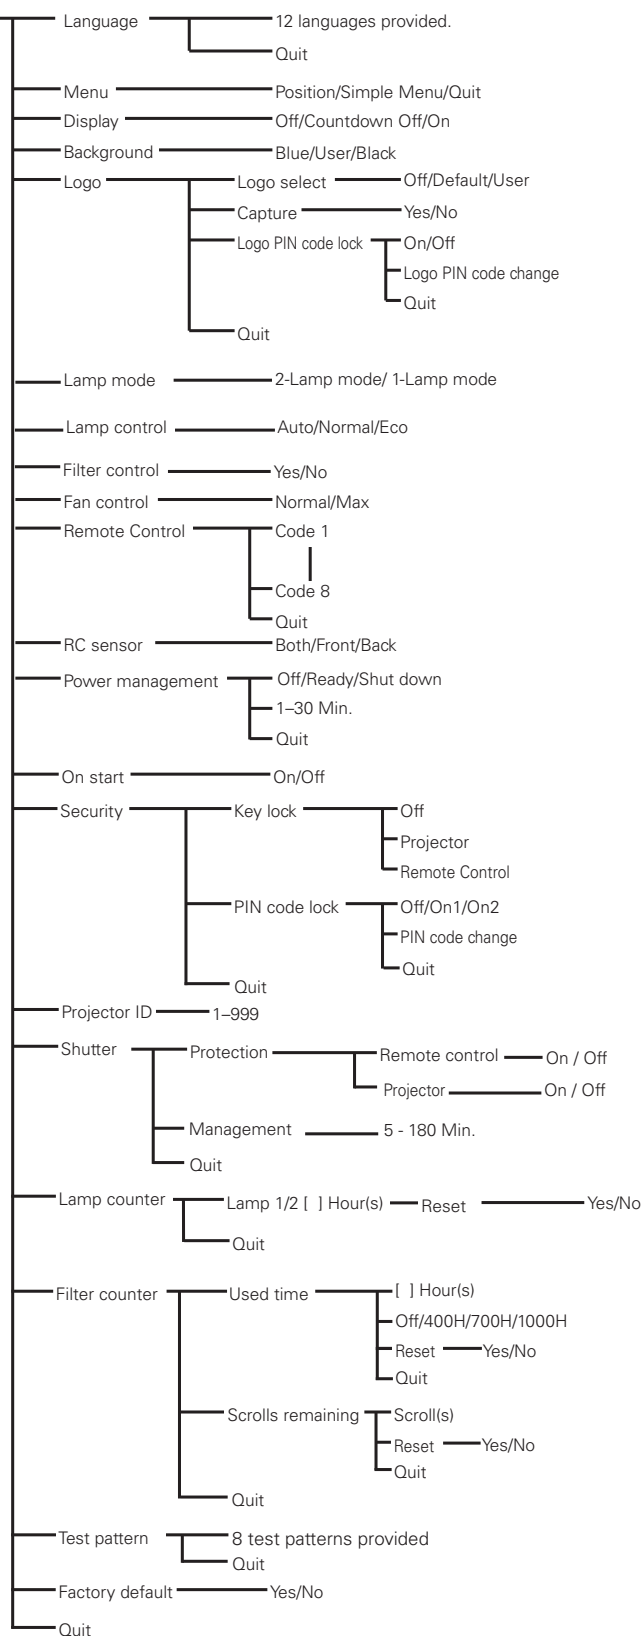 Language 12 languages provided.
Quit
Menu Position/Simple Menu/Quit
Display Off/Countdown Off/On
Background Blue/User/Black
Logo Logo select Off/Default/User
Capture Yes/No
Logo PIN code lock On/Off
Logo PIN code change
Quit
Quit
Lamp mode 2-Lamp mode/ 1-Lamp mode
Lamp control Auto/Normal/Eco
Filter control Yes/No
Fan control Normal/Max
Remote Control Code 1
Code 8
Quit
RC sensor Both/Front/Back
Power management Off/Ready/Shut down
1–30 Min.
Quit
On start On/Off
Security Key lock Off
Projector
Remote Control
PIN code lock Off/On1/On2
PIN code change
Quit
Quit
Projector ID 1–999
Shutter Protection Remote control On / Off
Projector On / Off
Management 5 - 180 Min.
Quit
Lamp counter Lamp 1/2 [ ] Hour(s) Reset Yes/No
Quit
Filter counter Used time [ ] Hour(s)
Off/400H/700H/1000H
Reset Yes/No
Quit
Scrolls remaining Scroll(s)
Reset Yes/No
Quit
Quit
Test pattern 8 test patterns provided
Quit
Factory default Yes/No
Quit